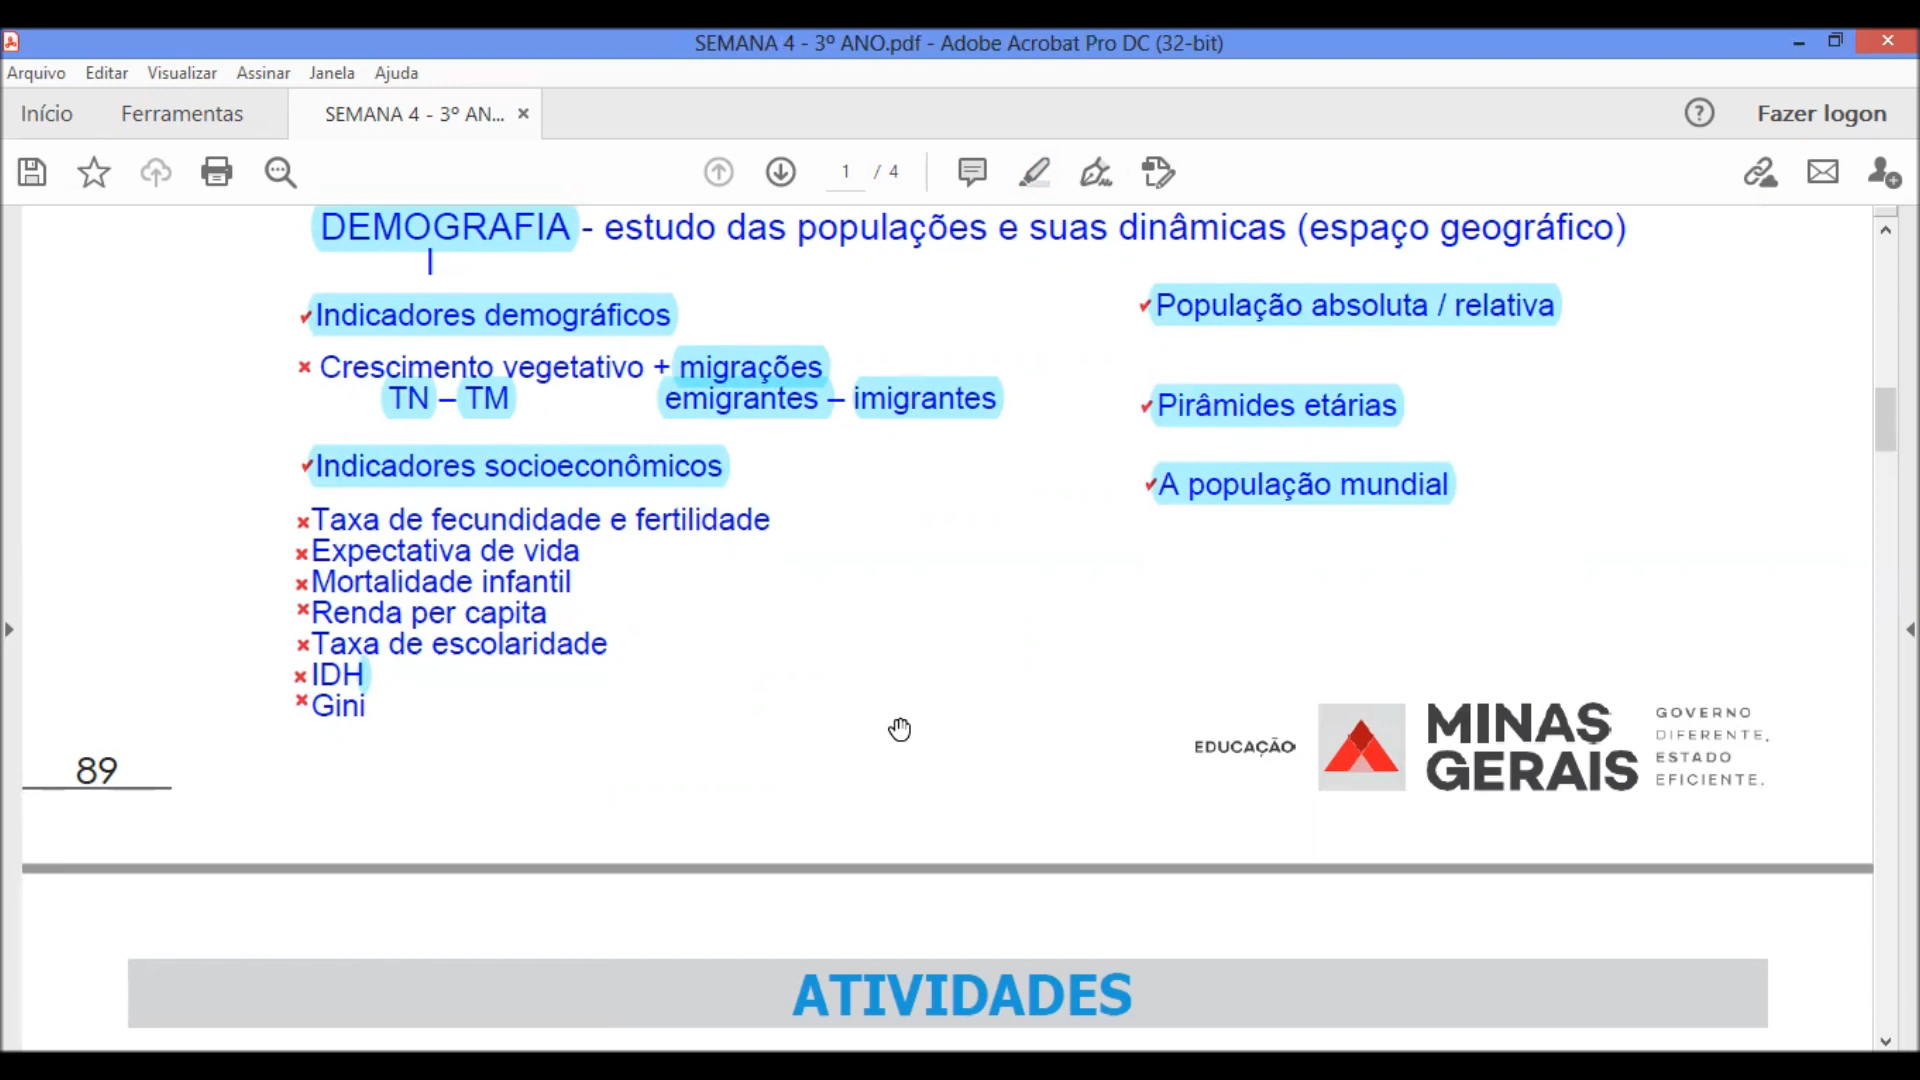 SEMANA 4 - 3º ANO.pdf - Adobe Acrobat Pro DC (32-bit)
Arquivo Editar Visualizar Assinar Janela Ajuda
Início Ferramentas SEMANA 4 - 3º AN... Fazer logon
1 / 4
DEMOGRAFIA - estudo das populações e suas dinâmicas (espaço geográfico)
Indicadores demográficos
Crescimento vegetativo + migrações
TN – TM emigrantes – imigrantes
Indicadores socioeconômicos
Taxa de fecundidade e fertilidade
Expectativa de vida
Mortalidade infantil
Renda per capita
Taxa de escolaridade
IDH
Gini
População absoluta / relativa
Pirâmides etárias
A população mundial
89
EDUCAÇÃO
MINAS
GERAIS
GOVERNO
DIFERENTE.
ESTADO
EFICIENTE.
ATIVIDADES